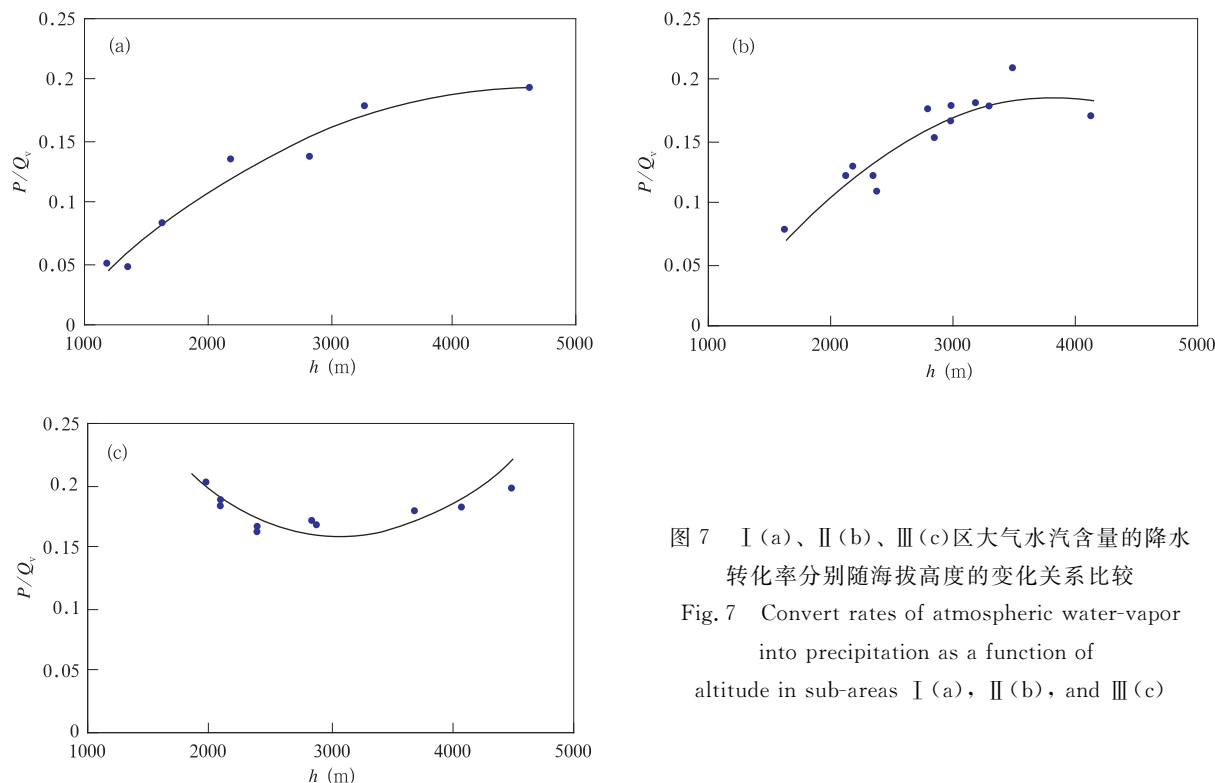 (a)
0.25
0.2
0.15
0.1
0.05
0
P/Qv
1000 2000 3000 4000 5000
h (m)
(b)
0.25
0.2
0.15
0.1
0.05
0
P/Qv
1000 2000 3000 4000 5000
h (m)
(c)
0.25
0.2
0.15
0.1
0.05
0
P/Qv
1000 2000 3000 4000 5000
h (m)
图 7 Ⅰ(a)、Ⅱ(b)、Ⅲ(c)区大气水汽含量的降水
转化率分别随海拔高度的变化关系比较
Fig. 7 Convert rates of atmospheric water-vapor
into precipitation as a function of
altitude in sub-areas Ⅰ(a), Ⅱ(b), and Ⅲ(c)